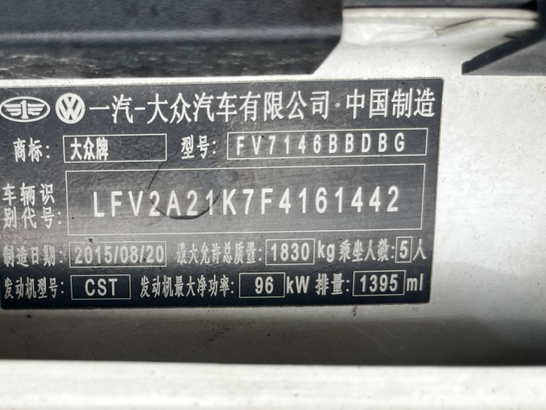 一汽-大众汽车有限公司·中国制造
商标: 大众牌 型号: FV7146BBDBG
车辆识别代号: LFV2A21K7F4161442
制造日期: 2015/08/20 最大允许总质量: 1830 kg 乘坐人数: 5 人
发动机型号: CST 发动机最大净功率: 96 kW 排量: 1395 ml